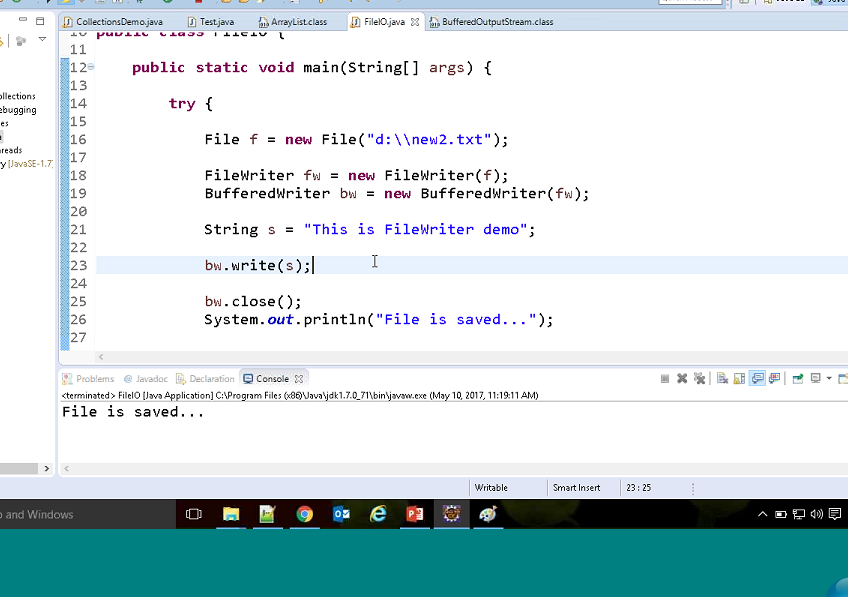 CollectionsDemo.java Test.java ArrayList.class FileIO.java BufferedOutputStream.class
10 public class FileIO {
11
12 public static void main(String[] args) {
13
14 try {
15
16 File f = new File("d:\\new2.txt");
17
18 FileWriter fw = new FileWriter(f);
19 BufferedWriter bw = new BufferedWriter(fw);
20
21 String s = "This is FileWriter demo";
22
23 bw.write(s);
24
25 bw.close();
26 System.out.println("File is saved...");
27
ollections
ebugging
es
reads
ry [JavaSE-1.7]
Problems @ Javadoc Declaration Console
<terminated> FileIO [Java Application] C:\Program Files (x86)\Java\jdk1.7.0_71\bin\javaw.exe (May 10, 2017, 11:19:11 AM)
File is saved...
Writable Smart Insert 23 : 25
and Windows